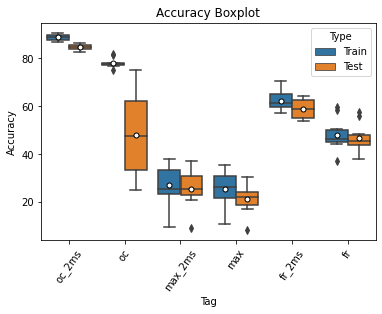 Accuracy Boxplot
Type
Train
Test
Accuracy
80
60
40
20
oc_2ms
oc
max_2ms
max
fr_2ms
fr
Tag